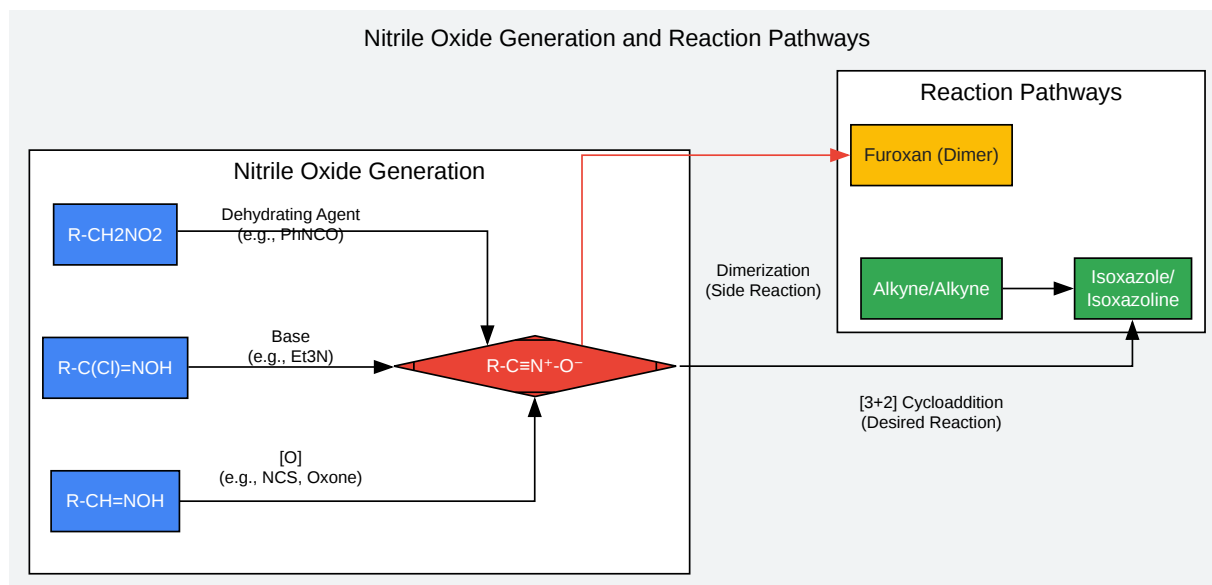 Nitrile Oxide Generation and Reaction Pathways
Nitrile Oxide Generation
R-CH2NO2
Dehydrating Agent
(e.g., PhNCO)
R-C(Cl)=NOH
Base
(e.g., Et3N)
R-CH=NOH
[O]
(e.g., NCS, Oxone)
R-C≡N⁺-O⁻
Dimerization
(Side Reaction)
[3+2] Cycloaddition
(Desired Reaction)
Reaction Pathways
Furoxan (Dimer)
Alkyne/Alkyne
Isoxazole/
Isoxazoline